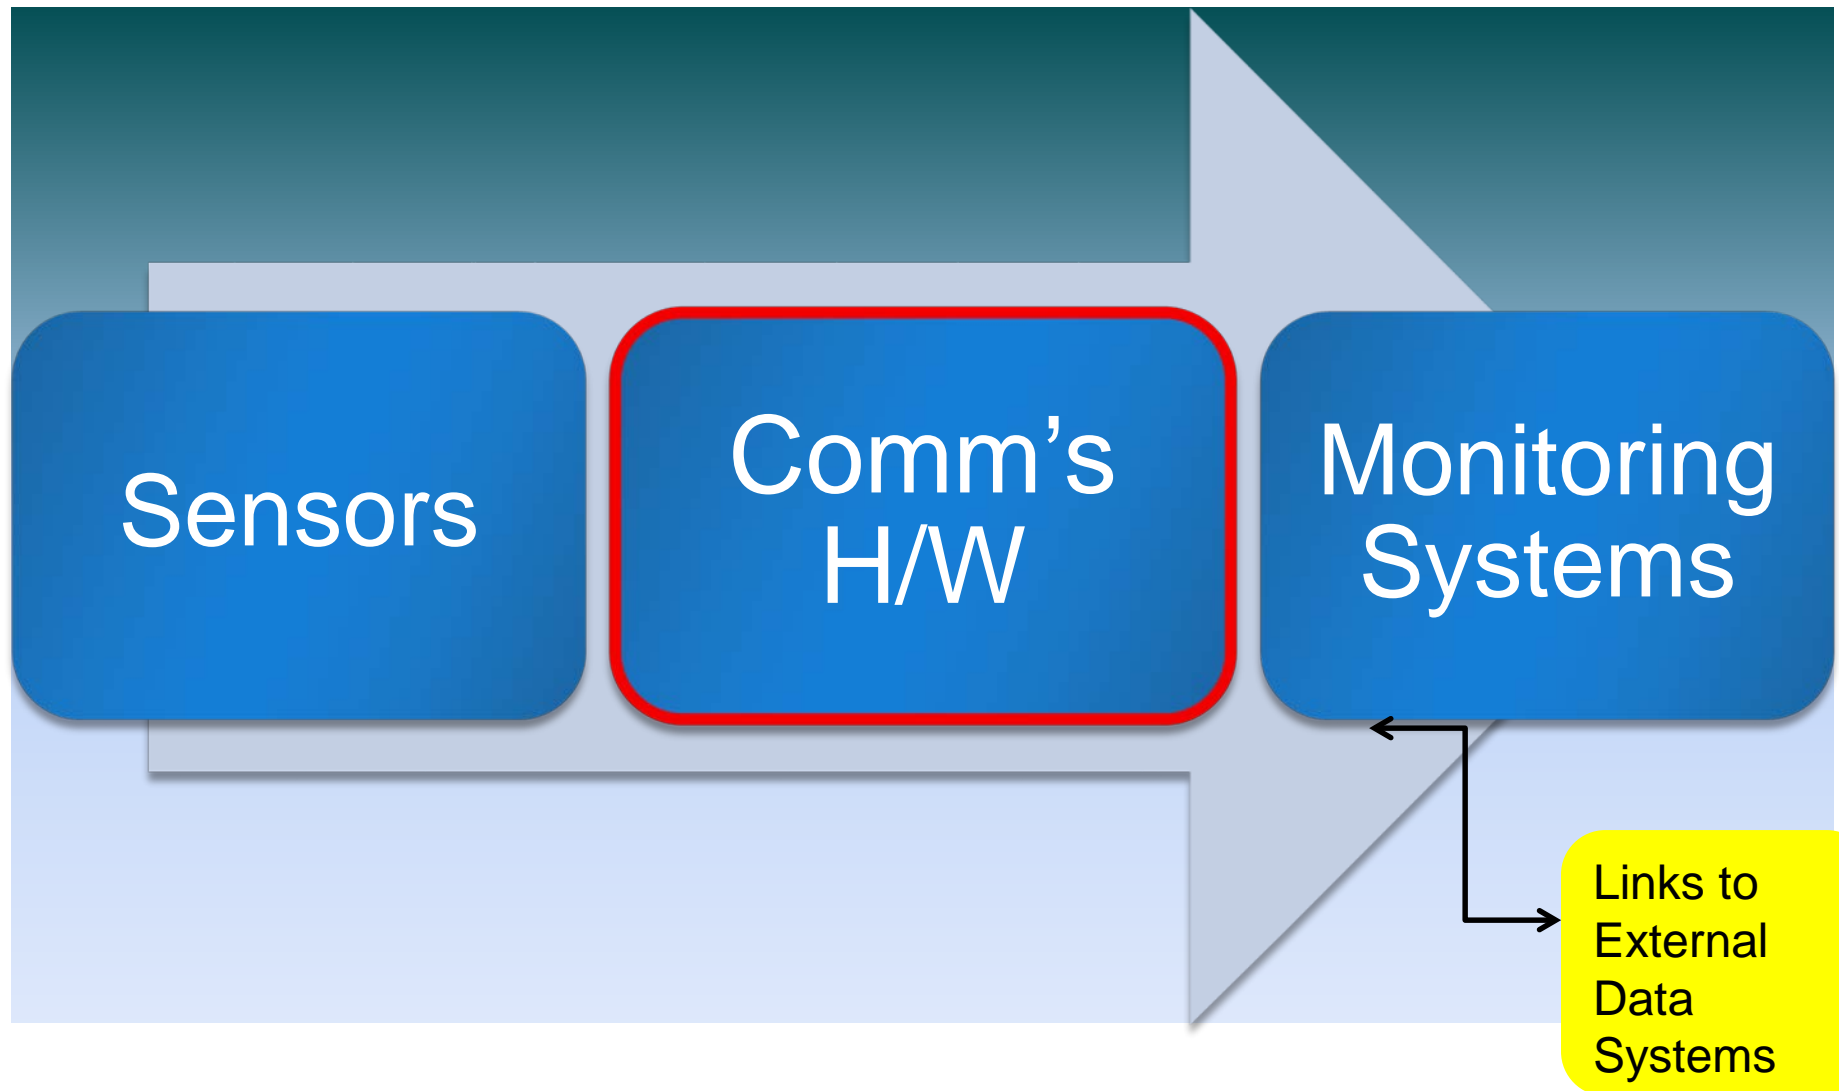 Sensors
Comm’s
H/W
Monitoring
Systems
Links to
External
Data
Systems